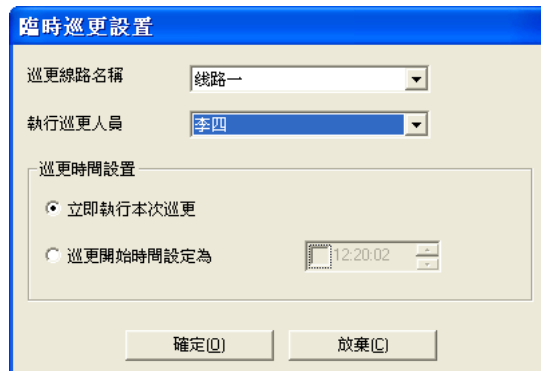 臨時巡更設置
巡更線路名稱 线路一
執行巡更人員 李四
巡更時間設置
立即執行本次巡更
巡更開始時間設定為 12:20:02
確定(O) 放棄(C)